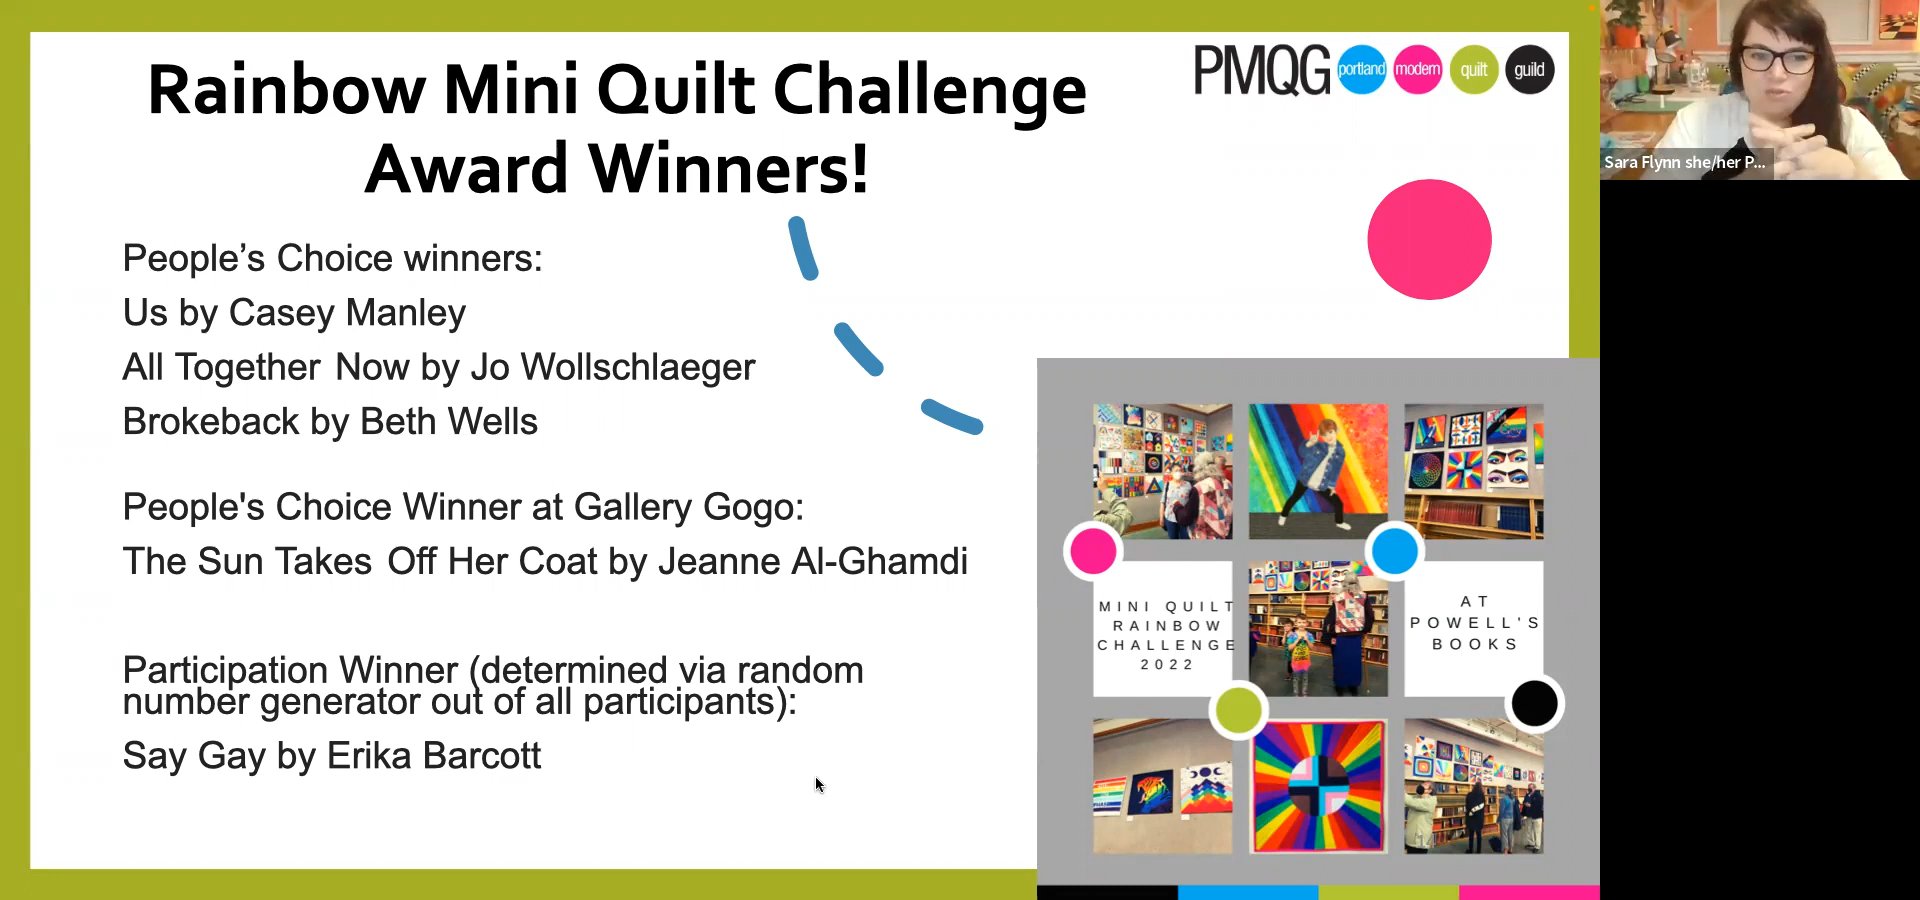 Rainbow Mini Quilt Challenge
Award Winners!
PMQG portland modern quilt guild
Sara Flynn she/her P...
People’s Choice winners:
Us by Casey Manley
All Together Now by Jo Wollschlaeger
Brokeback by Beth Wells
People's Choice Winner at Gallery Gogo:
The Sun Takes Off Her Coat by Jeanne Al-Ghamdi
Participation Winner (determined via random
number generator out of all participants):
Say Gay by Erika Barcott
MINI QUILT
RAINBOW
CHALLENGE
2022
AT
POWELL'S
BOOKS